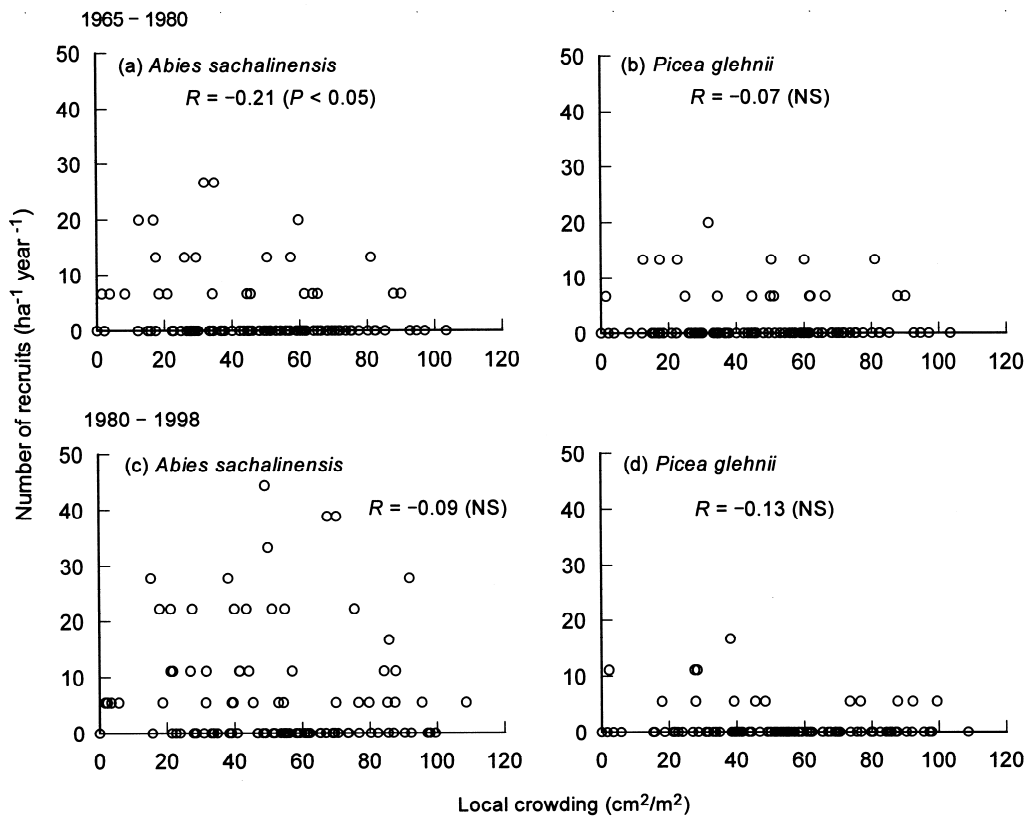 1965 – 1980
(a) Abies sachalinensis
R = −0.21 (P < 0.05)
50
40
30
20
10
0
0 20 40 60 80 100 120
(b) Picea glehnii
R = −0.07 (NS)
50
40
30
20
10
0
0 20 40 60 80 100 120
Number of recruits (ha⁻¹ year ⁻¹)
1980 – 1998
(c) Abies sachalinensis
R = −0.09 (NS)
50
40
30
20
10
0
0 20 40 60 80 100 120
(d) Picea glehnii
R = −0.13 (NS)
50
40
30
20
10
0
0 20 40 60 80 100 120
Local crowding (cm²/m²)